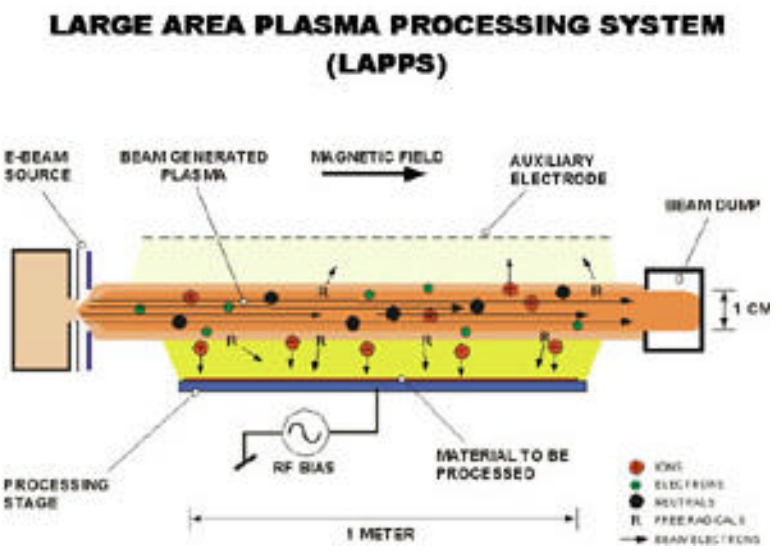 LARGE AREA PLASMA PROCESSING SYSTEM
(LAPPS)
E-BEAM
SOURCE
BEAM GENERATED
PLASMA
MAGNETIC FIELD
AUXILIARY
ELECTRODE
BEAM DUMP
1 CM
R
R
R
R
R
R
PROCESSING
STAGE
RF BIAS
MATERIAL TO BE
PROCESSED
1 METER
IONS
ELECTRONS
NEUTRALS
R FREE RADICALS
BEAM ELECTRONS